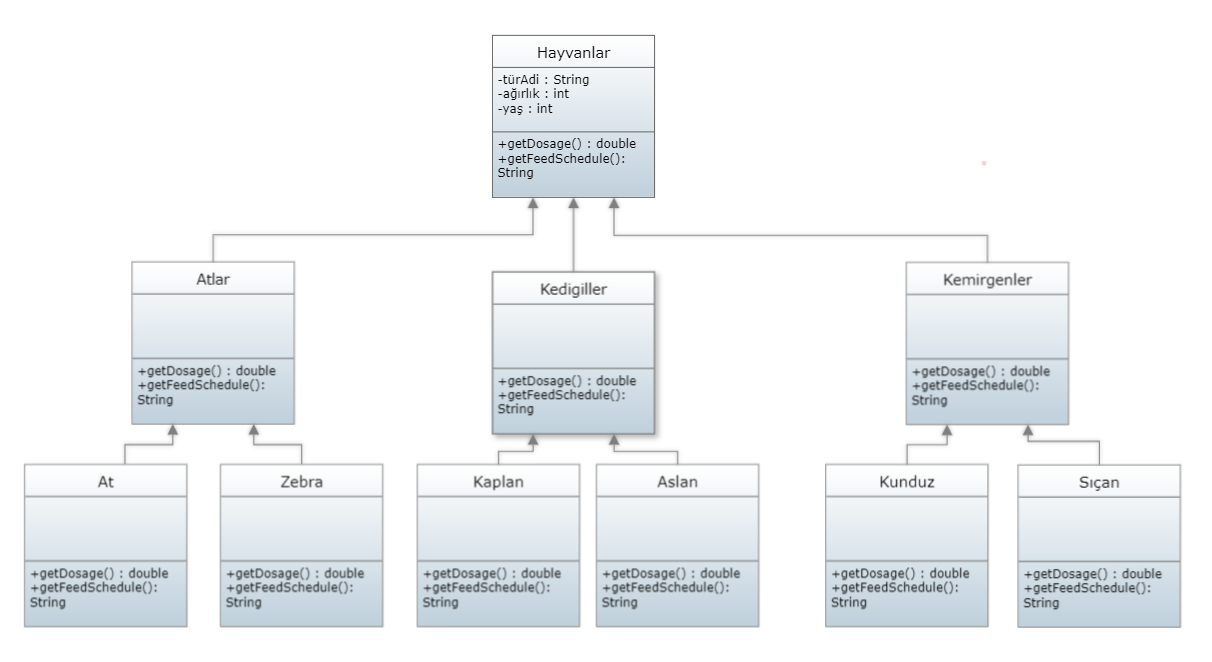 Hayvanlar
-türAdi : String
-ağırlık : int
-yaş : int
+getDosage() : double
+getFeedSchedule():
String
Atlar
+getDosage() : double
+getFeedSchedule():
String
Kedigiller
+getDosage() : double
+getFeedSchedule():
String
Kemirgenler
+getDosage() : double
+getFeedSchedule():
String
At
+getDosage() : double
+getFeedSchedule():
String
Zebra
+getDosage() : double
+getFeedSchedule():
String
Kaplan
+getDosage() : double
+getFeedSchedule():
String
Aslan
+getDosage() : double
+getFeedSchedule():
String
Kunduz
+getDosage() : double
+getFeedSchedule():
String
Sıçan
+getDosage() : double
+getFeedSchedule():
String